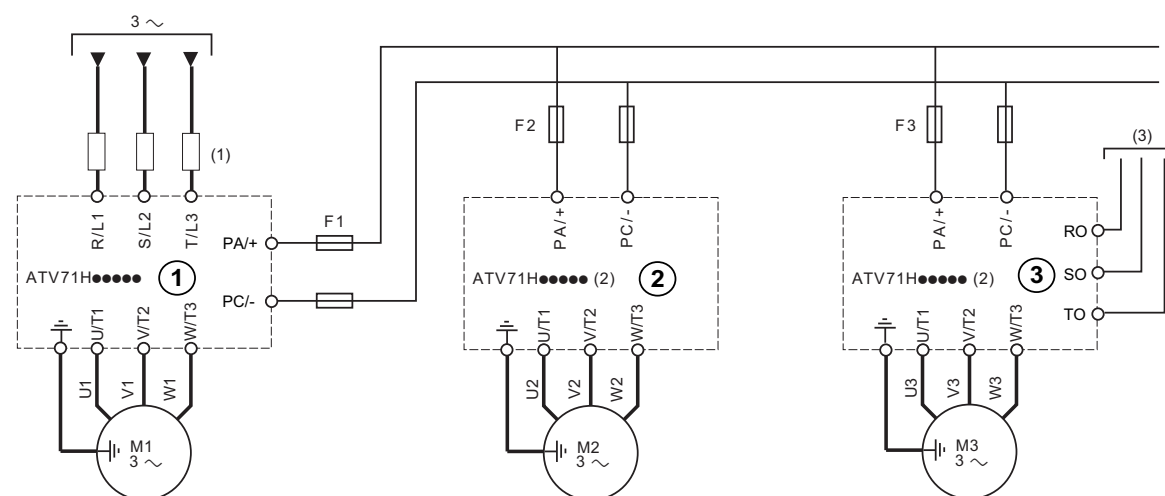 3 ~
(1)
R/L1
S/L2
T/L3
PA/+
F1
ATV71H●●●●●
1
PC/-
U/T1
V/T2
W/T3
U1
V1
W1
M1
3 ~
F2
PA/+
PC/-
ATV71H●●●●● (2)
2
U/T1
V/T2
W/T3
U2
V2
W2
M2
3 ~
F3
(3)
PA/+
PC/-
RO
ATV71H●●●●● (2)
3
SO
TO
U/T1
V/T2
W/T3
U3
V3
W3
M3
3 ~